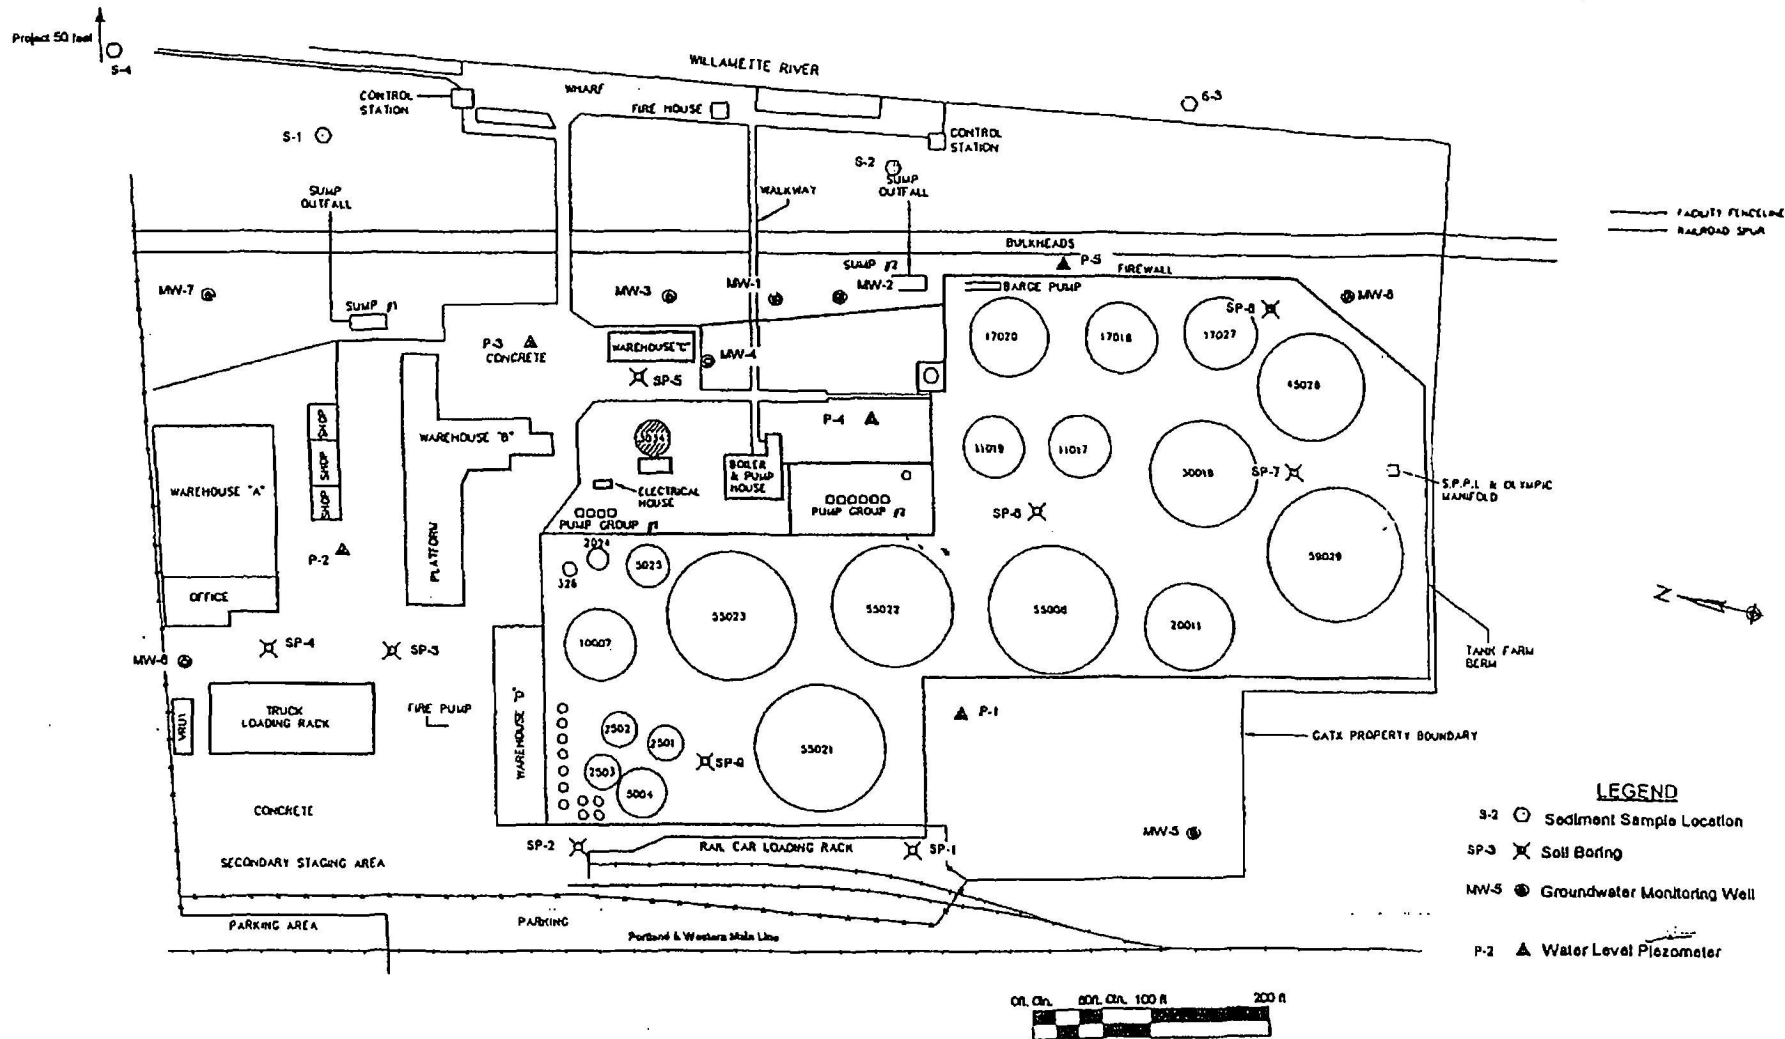 Project 50 feet
S-4
WILLAMETTE RIVER
CONTROL
STATION
WHARF
FIRE HOUSE
S-3
S-1
CONTROL
STATION
S-2
SUMP
OUTFALL
SUMP
OUTFALL
WALKWAY
FACILITY FENCELINE
RAILROAD SPUR
BULKHEADS
P-5
FIREWALL
SUMP #2
MW-7
MW-3
MW-1
MW-2
BARGE PUMP
SP-8
MW-8
SUMP #1
17020
17018
17027
P-3
CONCRETE
WAREHOUSE "C"
MW-4
SP-5
45028
P-4
SHOP
SHOP
SHOP
WAREHOUSE "B"
5034
11019
11017
30018
SP-7
WAREHOUSE "A"
BOILER
& PUMP
HOUSE
ELECTRICAL
HOUSE
S.P.P.L & OLYMPIC
MANIFOLD
PUMP GROUP #1
PUMP GROUP #2
SP-6
PLATFORM
P-2
2024
326
5025
55023
55022
55008
59029
20011
N
OFFICE
10007
SP-4
SP-3
MW-6
TANK FARM
BERM
VRU1
TRUCK
LOADING RACK
FIRE PUMP
WAREHOUSE "D"
P-1
2502
2501
55021
GATX PROPERTY BOUNDARY
SP-9
2503
5004
CONCRETE
MW-5
SP-2
RAIL CAR LOADING RACK
SP-1
SECONDARY STAGING AREA
PARKING AREA
PARKING
Portland & Western Main Line
LEGEND
S-2 Sediment Sample Location
SP-3 Soil Boring
MW-5 Groundwater Monitoring Well
P-2 Water Level Piezometer
100 ft 200 ft